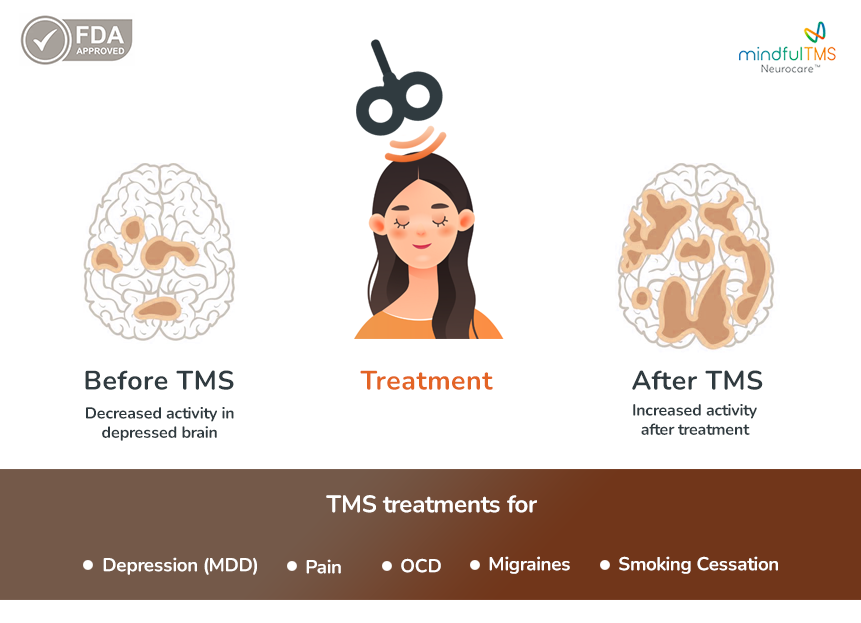 FDA
APPROVED
mindfulTMS
Neurocare™
Before TMS
Decreased activity in
depressed brain
Treatment
After TMS
Increased activity
after treatment
TMS treatments for
• Depression (MDD)
• Pain
• OCD
• Migraines
• Smoking Cessation